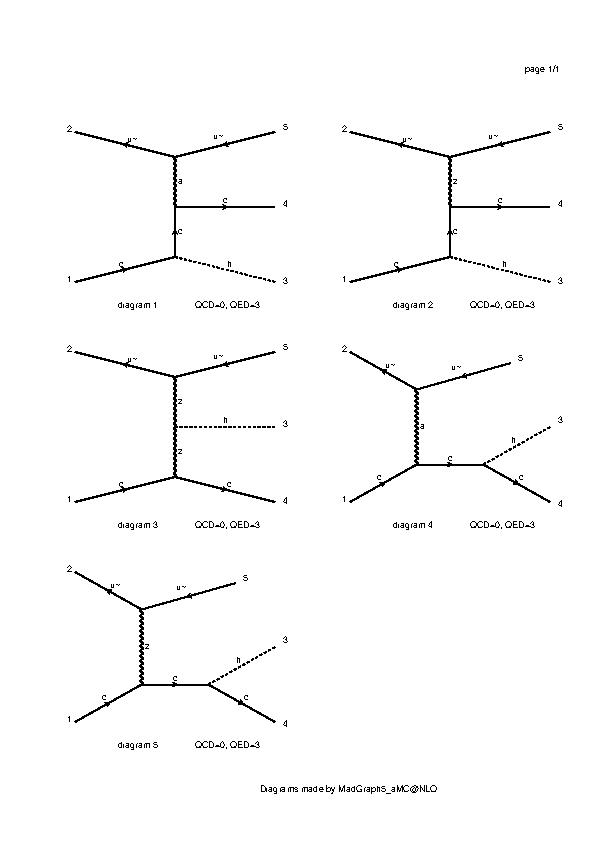 page 1/1
2 u~ u~ 5
a
c 4
c
c h
1 3
diagram 1 QCD=0, QED=3
2 u~ u~ 5
z
c 4
c
c h
1 3
diagram 2 QCD=0, QED=3
2 u~ u~ 5
z
h 3
z
c c
1 4
diagram 3 QCD=0, QED=3
2 u~ u~ 5
a
3
h
c
c c
1 4
diagram 4 QCD=0, QED=3
2 u~ u~ 5
z
3
h
c
c c
1 4
diagram 5 QCD=0, QED=3
Diagrams made by MadGraph5_aMC@NLO